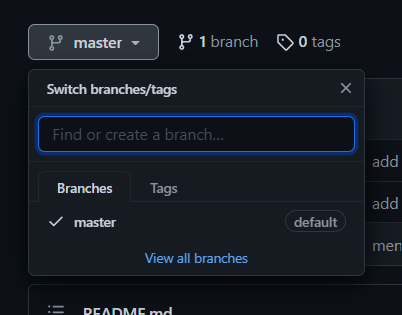 master 1 branch 0 tags
Switch branches/tags
Find or create a branch...
Branches Tags
add
master default
add
View all branches
README.md